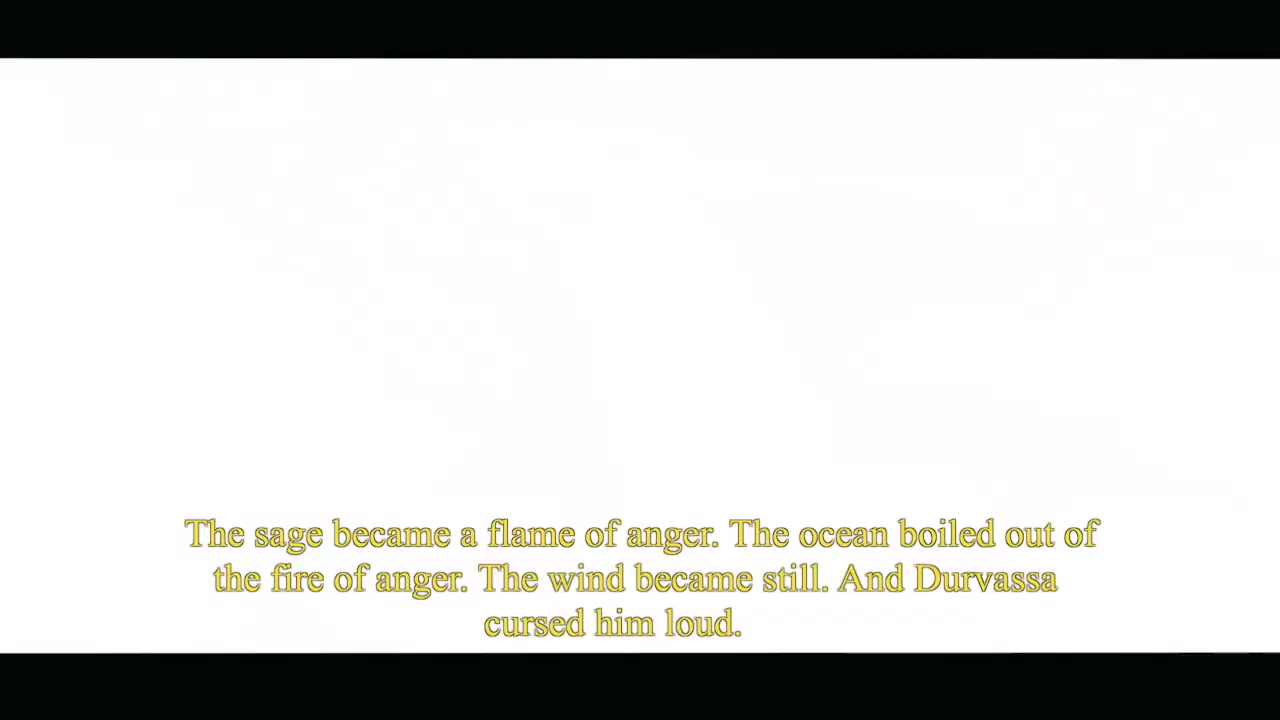 The sage became a flame of anger. The ocean boiled out of
the fire of anger. The wind became still. And Durvassa
cursed him loud.